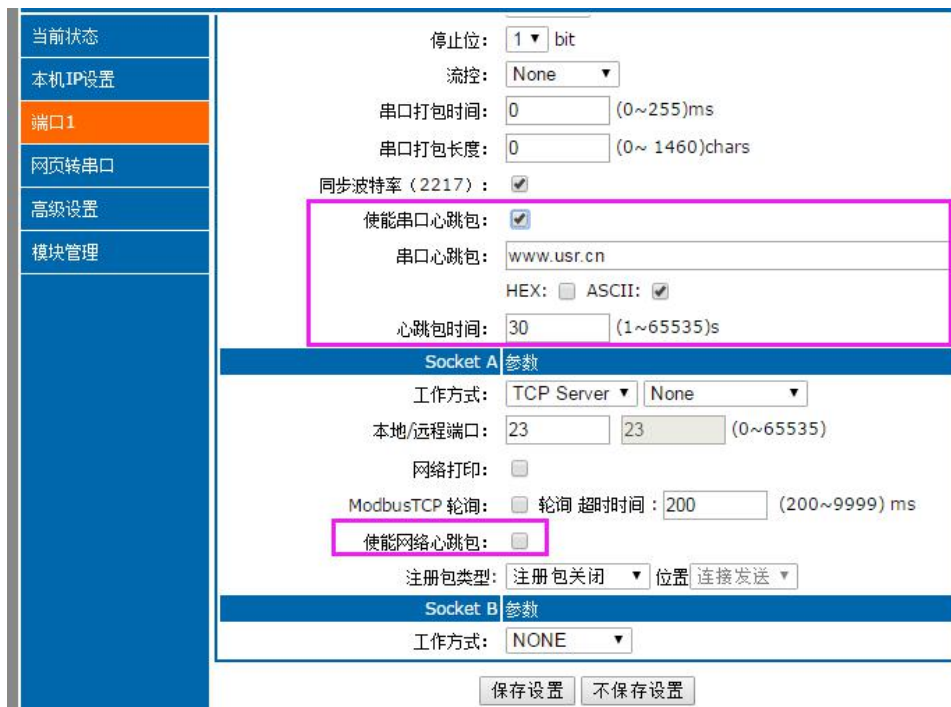 当前状态
本机IP设置
端口1
网页转串口
高级设置
模块管理
停止位： 1 bit
流控： None
串口打包时间： 0 (0~255)ms
串口打包长度： 0 (0~ 1460)chars
同步波特率（2217）：
使能串口心跳包：
串口心跳包： www.usr.cn
HEX: ASCII:
心跳包时间： 30 (1~65535)s
Socket A 参数
工作方式： TCP Server None
本地/远程端口： 23 23 (0~65535)
网络打印：
ModbusTCP 轮询： 轮询 超时时间：200 (200~9999) ms
使能网络心跳包：
注册包类型： 注册包关闭 位置 连接发送
Socket B 参数
工作方式： NONE
保存设置 不保存设置